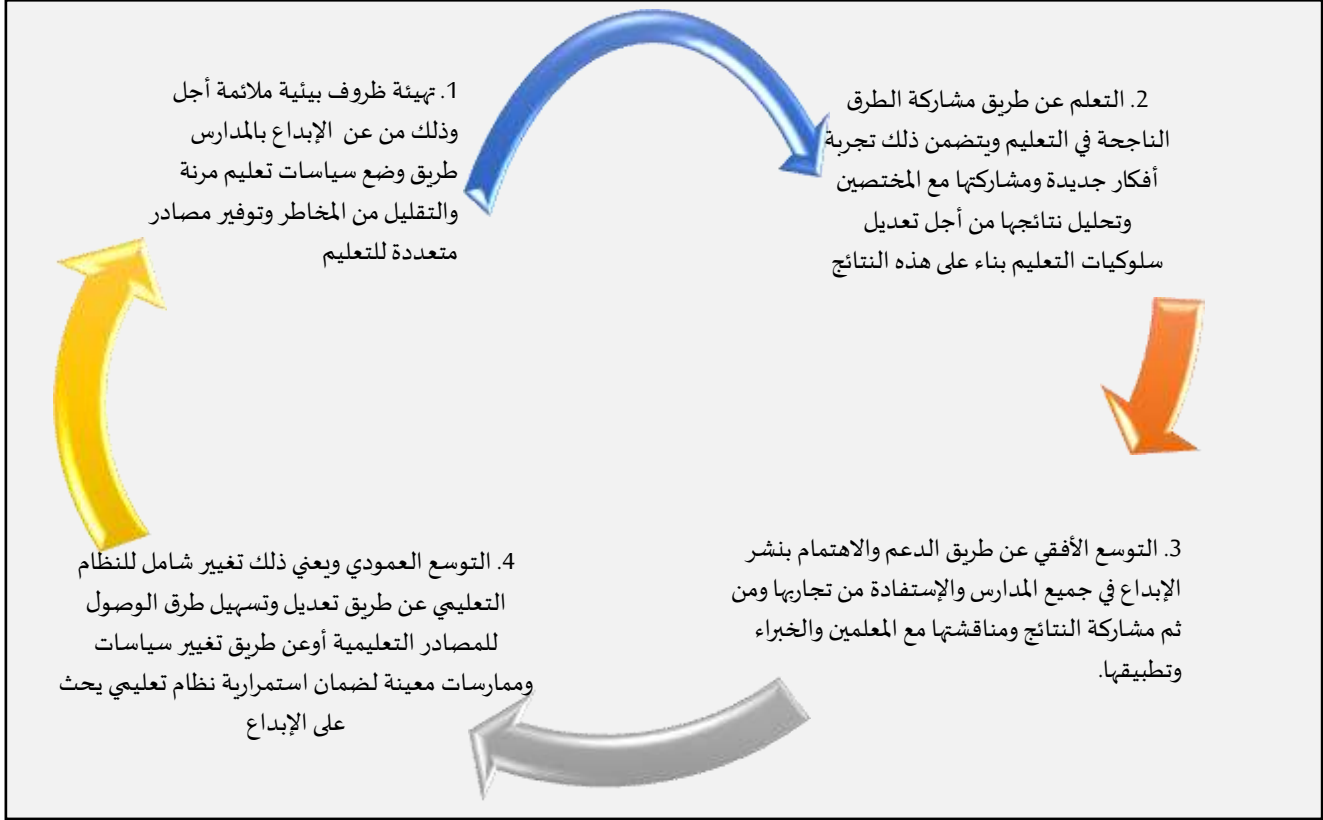 1. تهيئة ظروف بيئية ملائمة أجل
وذلك من عن الإبداع بالمدارس
طريق وضع سياسات تعليم مرنة
والتقليل من المخاطر وتوفير مصادر
متعددة للتعليم
2. التعلم عن طريق مشاركة الطرق
الناجحة في التعليم ويتضمن ذلك تجربة
أفكار جديدة ومشاركتها مع المختصين
وتحليل نتائجها من أجل تعديل
سلوكيات التعليم بناء على هذه النتائج
3. التوسع الأفقي عن طريق الدعم والاهتمام بنشر
الإبداع في جميع المدارس والإستفادة من تجاربها ومن
ثم مشاركة النتائج ومناقشتها مع المعلمين والخبراء
وتطبيقها.
4. التوسع العمودي ويعني ذلك تغيير شامل للنظام
التعليمي عن طريق تعديل وتسهيل طرق الوصول
للمصادر التعليمية أوعن طريق تغيير سياسات
وممارسات معينة لضمان استمرارية نظام تعليمي يحث
على الإبداع